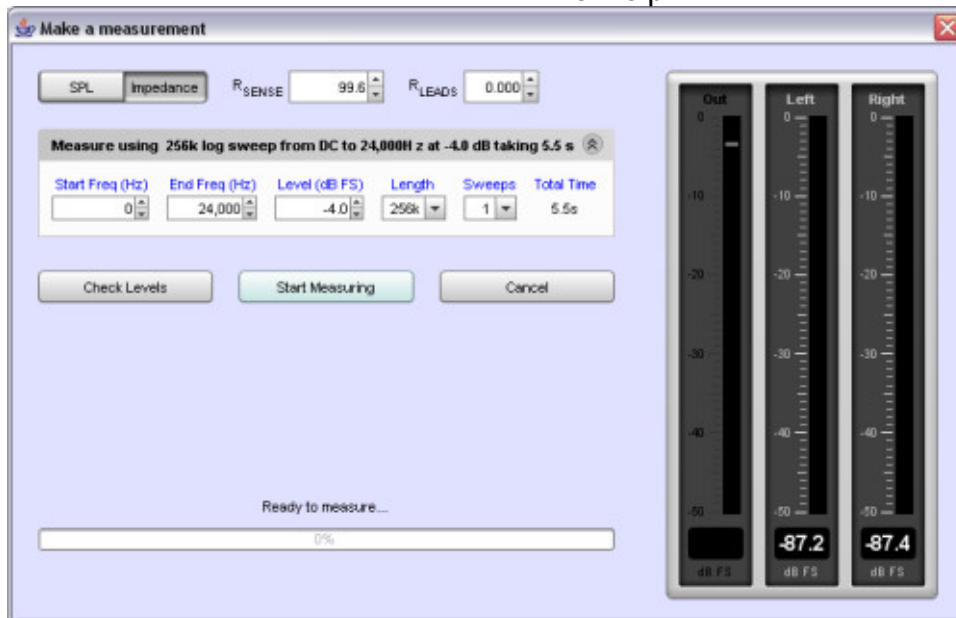 Make a measurement
SPL Impedance RSENSE 99.6 RLEADS 0.000
Measure using 256k log sweep from DC to 24,000H z at -4.0 dB taking 5.5 s
Start Freq (Hz) End Freq (Hz) Level (dB FS) Length Sweeps Total Time
0 24,000 -4.0 256k 1 5.5s
Check Levels Start Measuring Cancel
Ready to measure...
0%
Out Left Right
0 0 0
-10 -10 -10
-20 -20 -20
-30 -30 -30
-40 -40 -40
-50 -50 -50
-87.2 -87.4
dB FS dB FS dB FS